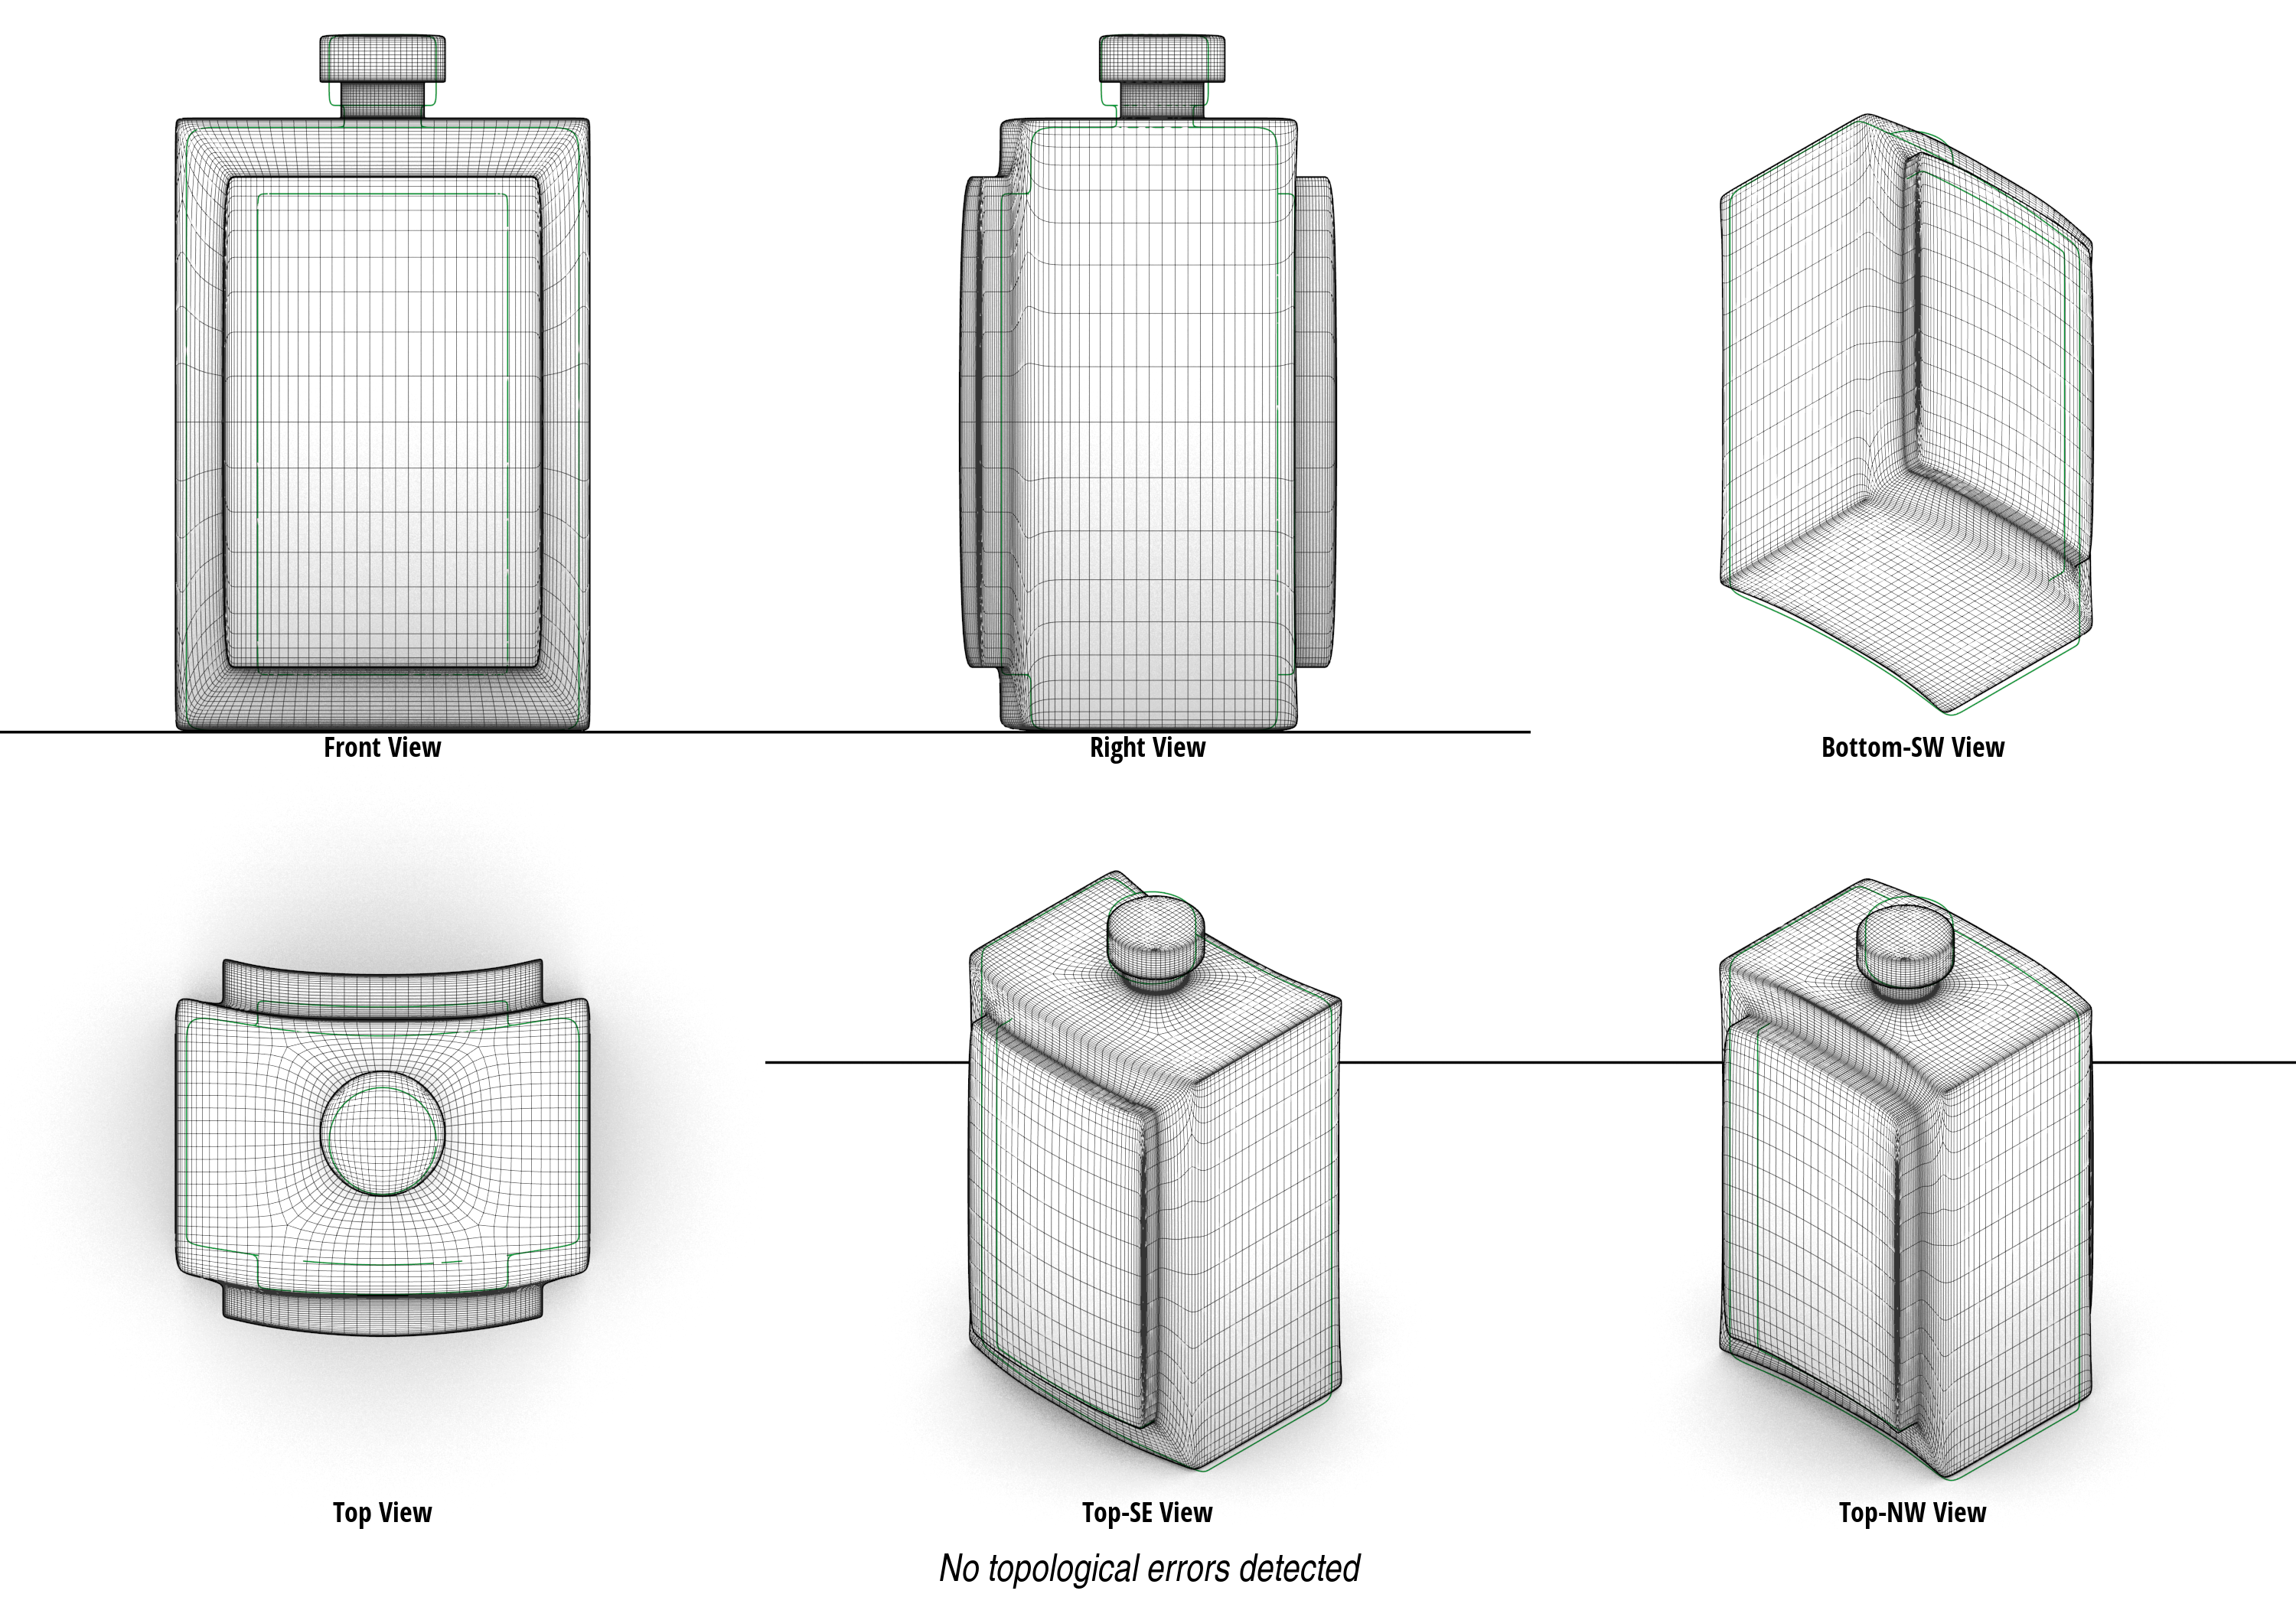 Front View
Right View
Bottom-SW View
Top View
Top-SE View
Top-NW View
No topological errors detected